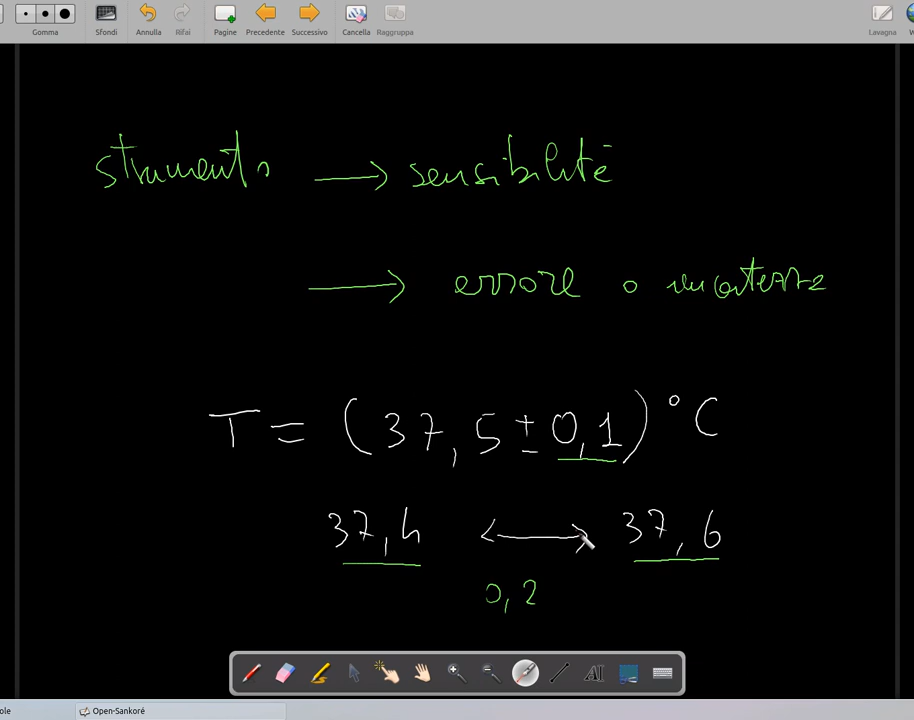 Gomma Sfondi Annulla Rifai Pagine Precedente Successivo Cancella Raggruppa Lavagna
strumento → sensibilità
→ errore o incertezza
T = (37,5 ± 0,1) °C
37,4 ↔ 37,6
0,2
Open-Sankoré